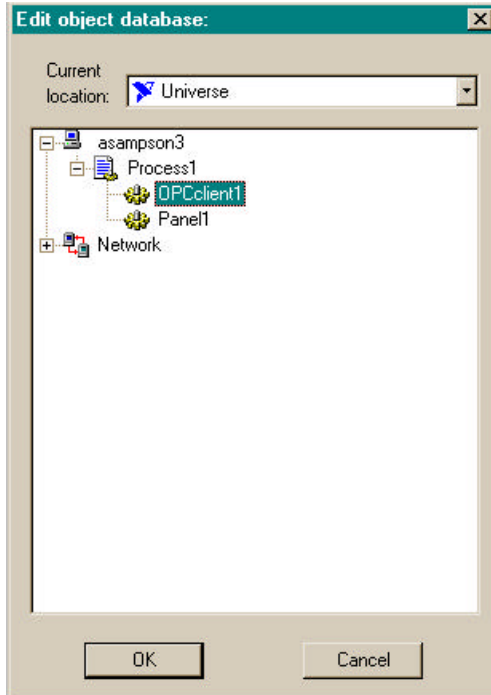 Edit object database:
Current
location:
Universe
asampson3
Process1
OPCclient1
Panel1
Network
OK
Cancel